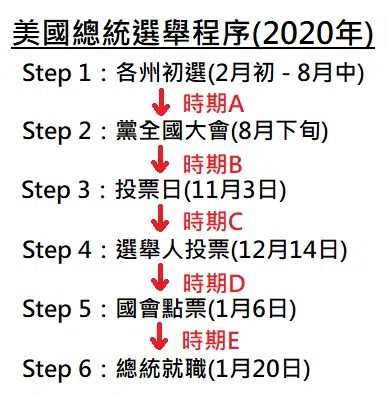 美國總統選舉程序(2020年)
Step 1：各州初選(2月初 - 8月中)
時期A
Step 2：黨全國大會(8月下旬)
時期B
Step 3：投票日(11月3日)
時期C
Step 4：選舉人投票(12月14日)
時期D
Step 5：國會點票(1月6日)
時期E
Step 6：總統就職(1月20日)